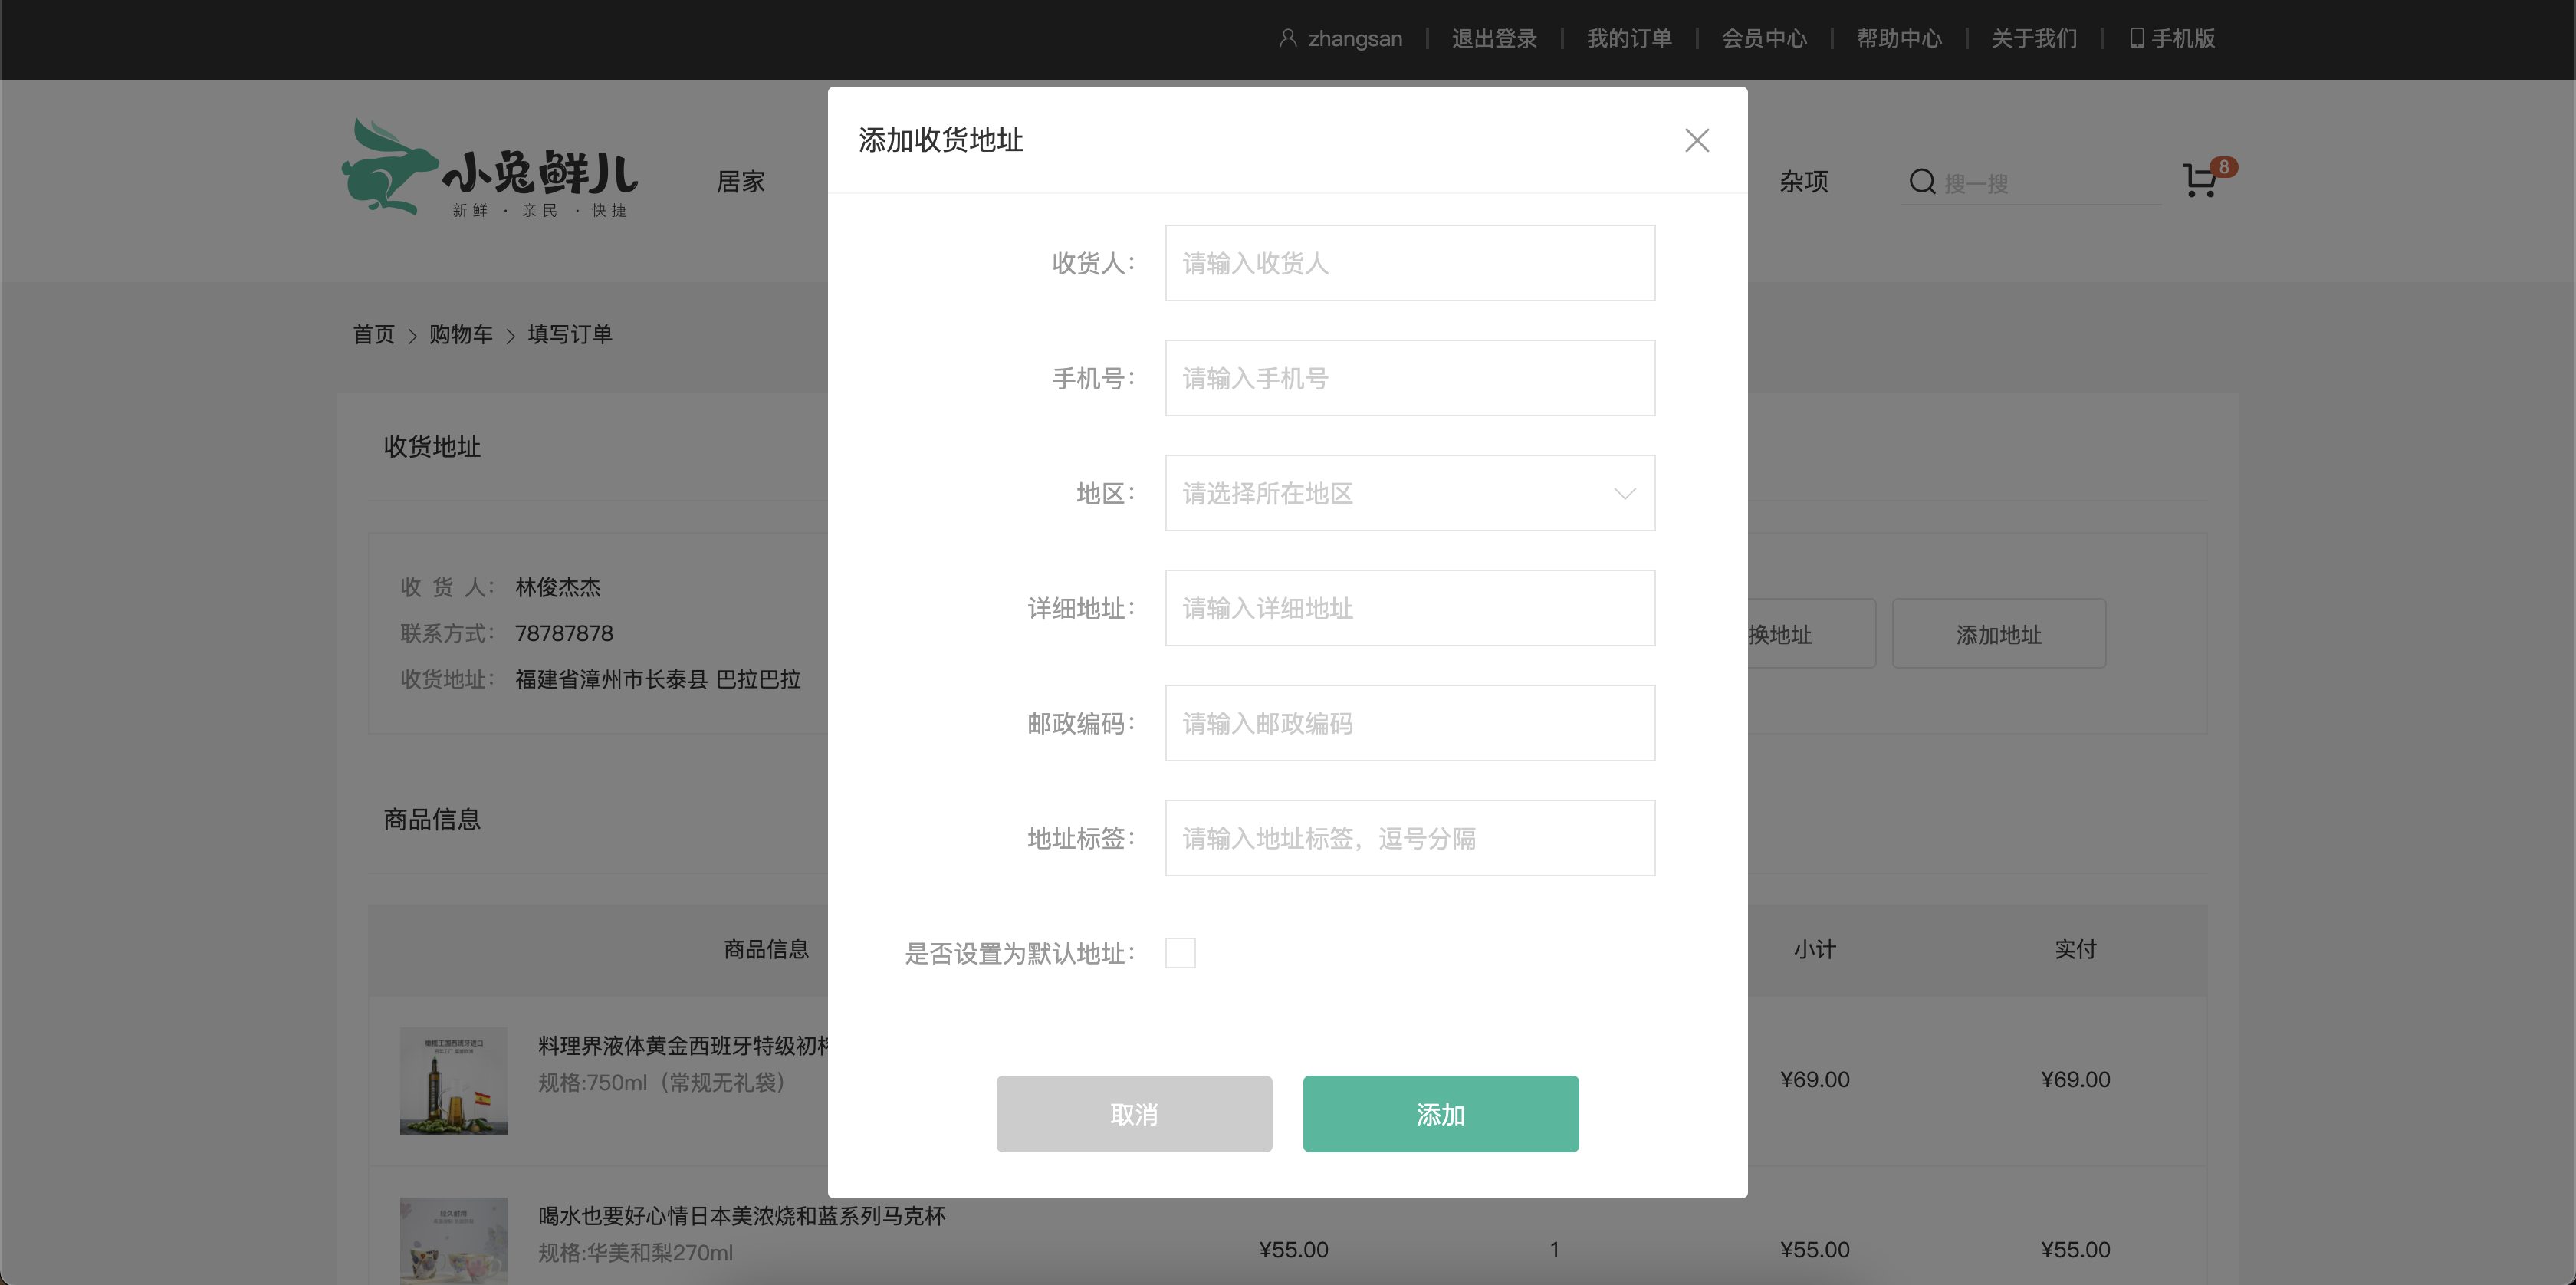 zhangsan 退出登录 我的订单 会员中心 帮助中心 关于我们 手机版
小兔鲜儿
新鲜 · 亲民 · 快捷
居家
杂项
搜一搜
8
首页 > 购物车 > 填写订单
添加收货地址
收货人：
请输入收货人
手机号：
请输入手机号
地区：
请选择所在地区
详细地址：
请输入详细地址
邮政编码：
请输入邮政编码
地址标签：
请输入地址标签，逗号分隔
是否设置为默认地址：
取消
添加
收货地址
收 货 人： 林俊杰杰
联系方式： 78787878
收货地址： 福建省漳州市长泰县 巴拉巴拉
换地址
添加地址
商品信息
商品信息 小计 实付
料理界液体黄金西班牙特级初榨
规格:750ml（常规无礼袋）
¥69.00 ¥69.00
喝水也要好心情日本美浓烧和蓝系列马克杯
规格:华美和梨270ml
¥55.00 1 ¥55.00 ¥55.00